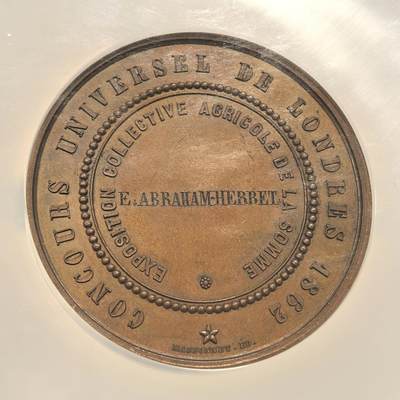 CONCOURS UNIVERSEL DE LONDRES 1862
EXPOSITION COLLECTIVE AGRICOLE DE LA SOMME
E. ABRAHAM-HERBET